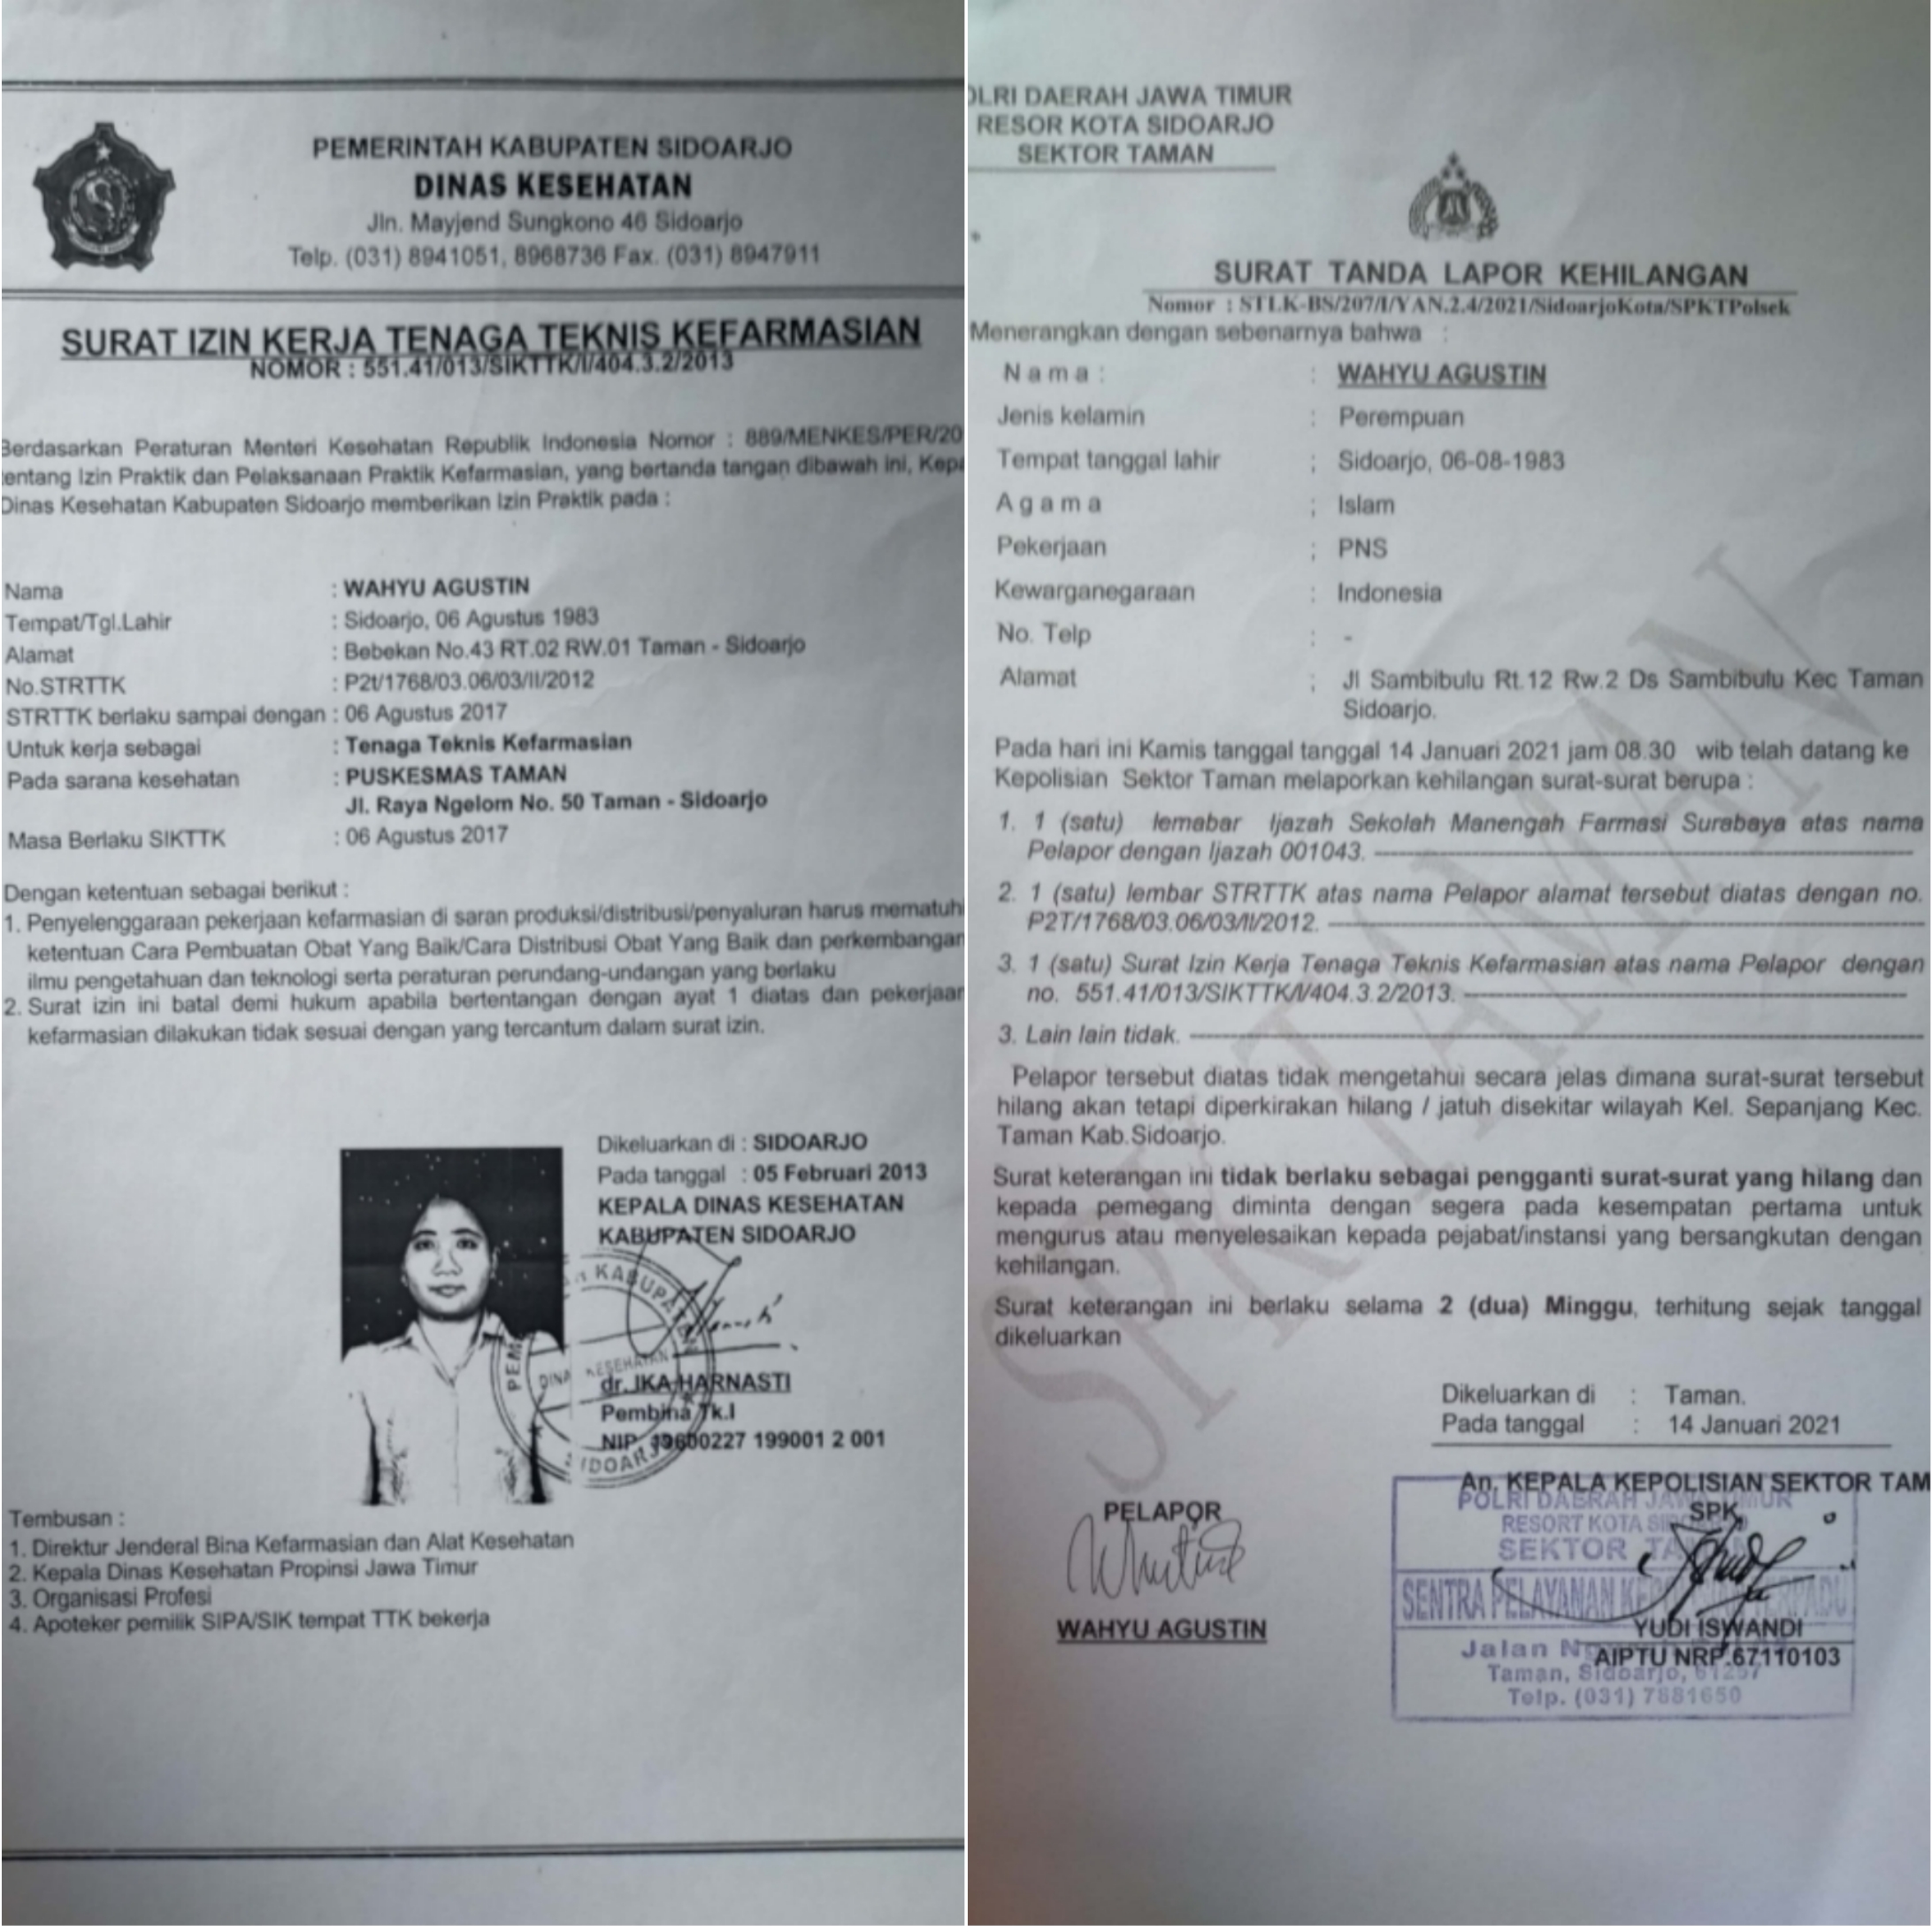 PEMERINTAH KABUPATEN SIDOARJO
DINAS KESEHATAN
Jln. Mayjend Sungkono 46 Sidoarjo
Telp. (031) 8941051, 8968736 Fax. (031) 8947911
SURAT IZIN KERJA TENAGA TEKNIS KEFARMASIAN
NOMOR : 551.41/013/SIKTTK/I/404.3.2/2013
Berdasarkan Peraturan Menteri Kesehatan Republik Indonesia Nomor : 889/MENKES/PER/20
tentang Izin Praktik dan Pelaksanaan Praktik Kefarmasian, yang bertanda tangan dibawah ini, Kepa
Dinas Kesehatan Kabupaten Sidoarjo memberikan Izin Praktik pada :
Nama : WAHYU AGUSTIN
Tempat/Tgl.Lahir : Sidoarjo, 06 Agustus 1983
Alamat : Bebekan No.43 RT.02 RW.01 Taman - Sidoarjo
No.STRTTK : P2t/1768/03.06/03/II/2012
STRTTK berlaku sampai dengan : 06 Agustus 2017
Untuk kerja sebagai : Tenaga Teknis Kefarmasian
Pada sarana kesehatan : PUSKESMAS TAMAN
Jl. Raya Ngelom No. 50 Taman - Sidoarjo
Masa Berlaku SIKTTK : 06 Agustus 2017
Dengan ketentuan sebagai berikut :
1. Penyelenggaraan pekerjaan kefarmasian di saran produksi/distribusi/penyaluran harus mematuhi
ketentuan Cara Pembuatan Obat Yang Baik/Cara Distribusi Obat Yang Baik dan perkembangan
ilmu pengetahuan dan teknologi serta peraturan perundang-undangan yang berlaku
2. Surat izin ini batal demi hukum apabila bertentangan dengan ayat 1 diatas dan pekerjaan
kefarmasian dilakukan tidak sesuai dengan yang tercantum dalam surat izin.
Dikeluarkan di : SIDOARJO
Pada tanggal : 05 Februari 2013
KEPALA DINAS KESEHATAN
KABUPATEN SIDOARJO
dr. IKA HARNASTI
Pembina Tk.I
NIP. 19600227 199001 2 001
Tembusan :
1. Direktur Jenderal Bina Kefarmasian dan Alat Kesehatan
2. Kepala Dinas Kesehatan Propinsi Jawa Timur
3. Organisasi Profesi
4. Apoteker pemilik SIPA/SIK tempat TTK bekerja
OLRI DAERAH JAWA TIMUR
RESOR KOTA SIDOARJO
SEKTOR TAMAN
SURAT TANDA LAPOR KEHILANGAN
Nomor : STLK-BS/207/I/YAN.2.4/2021/SidoarjoKota/SPKTPolsek
Menerangkan dengan sebenarnya bahwa :
N a m a : : WAHYU AGUSTIN
Jenis kelamin : Perempuan
Tempat tanggal lahir ; Sidoarjo, 06-08-1983
A g a m a ; Islam
Pekerjaan ; PNS
Kewarganegaraan : Indonesia
No. Telp : -
Alamat ; Jl Sambibulu Rt.12 Rw.2 Ds Sambibulu Kec Taman
Sidoarjo.
Pada hari ini Kamis tanggal tanggal 14 Januari 2021 jam 08.30 wib telah datang ke
Kepolisian Sektor Taman melaporkan kehilangan surat-surat berupa :
1. 1 (satu) lemabar Ijazah Sekolah Manengah Farmasi Surabaya atas nama
Pelapor dengan Ijazah 001043.
2. 1 (satu) lembar STRTTK atas nama Pelapor alamat tersebut diatas dengan no.
P2T/1768/03.06/03/II/2012.
3. 1 (satu) Surat Izin Kerja Tenaga Teknis Kefarmasian atas nama Pelapor dengan
no. 551.41/013/SIKTTK/I/404.3.2/2013.
3. Lain lain tidak.
Pelapor tersebut diatas tidak mengetahui secara jelas dimana surat-surat tersebut
hilang akan tetapi diperkirakan hilang / jatuh disekitar wilayah Kel. Sepanjang Kec.
Taman Kab.Sidoarjo.
Surat keterangan ini tidak berlaku sebagai pengganti surat-surat yang hilang dan
kepada pemegang diminta dengan segera pada kesempatan pertama untuk
mengurus atau menyelesaikan kepada pejabat/instansi yang bersangkutan dengan
kehilangan.
Surat keterangan ini berlaku selama 2 (dua) Minggu, terhitung sejak tanggal
dikeluarkan
SPK TAMAN
Dikeluarkan di : Taman.
Pada tanggal : 14 Januari 2021
An. KEPALA KEPOLISIAN SEKTOR TAM
SPK
PELAPOR
WAHYU AGUSTIN
POLRI DAERAH JAWA TIMUR
RESORT KOTA
SEKTOR
SENTRA PELAYANAN
YUDI ISWANDI
AIPTU NRP.67110103
Jalan
Taman, Sidoarjo, 61257
Telp. (031) 7881650